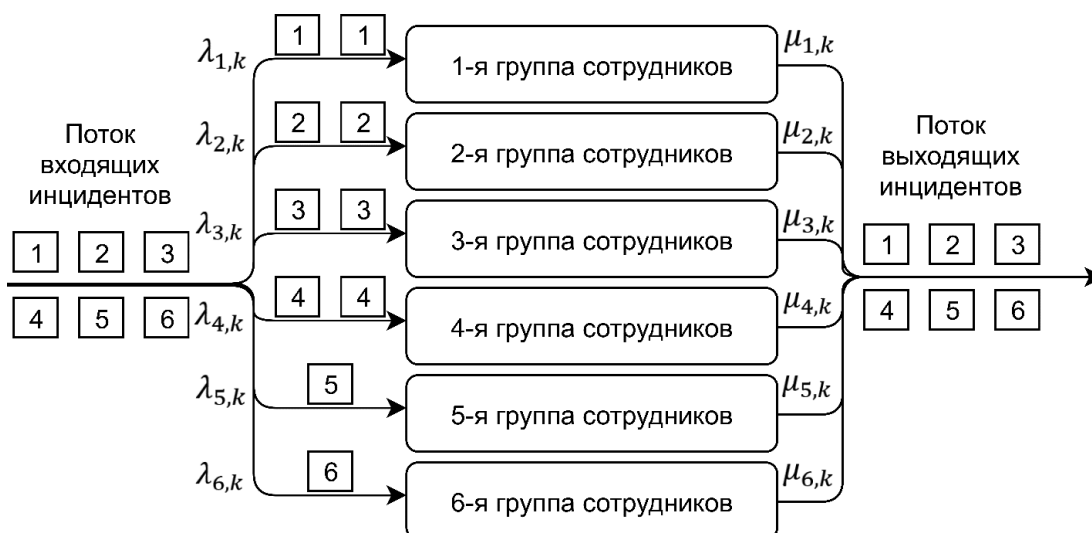 Поток
входящих
инцидентов
1 2 3
4 5 6
λ1,k
1 1
1-я группа сотрудников
μ1,k
λ2,k
2 2
2-я группа сотрудников
μ2,k
λ3,k
3 3
3-я группа сотрудников
μ3,k
λ4,k
4 4
4-я группа сотрудников
μ4,k
λ5,k
5
5-я группа сотрудников
μ5,k
λ6,k
6
6-я группа сотрудников
μ6,k
Поток
выходящих
инцидентов
1 2 3
4 5 6